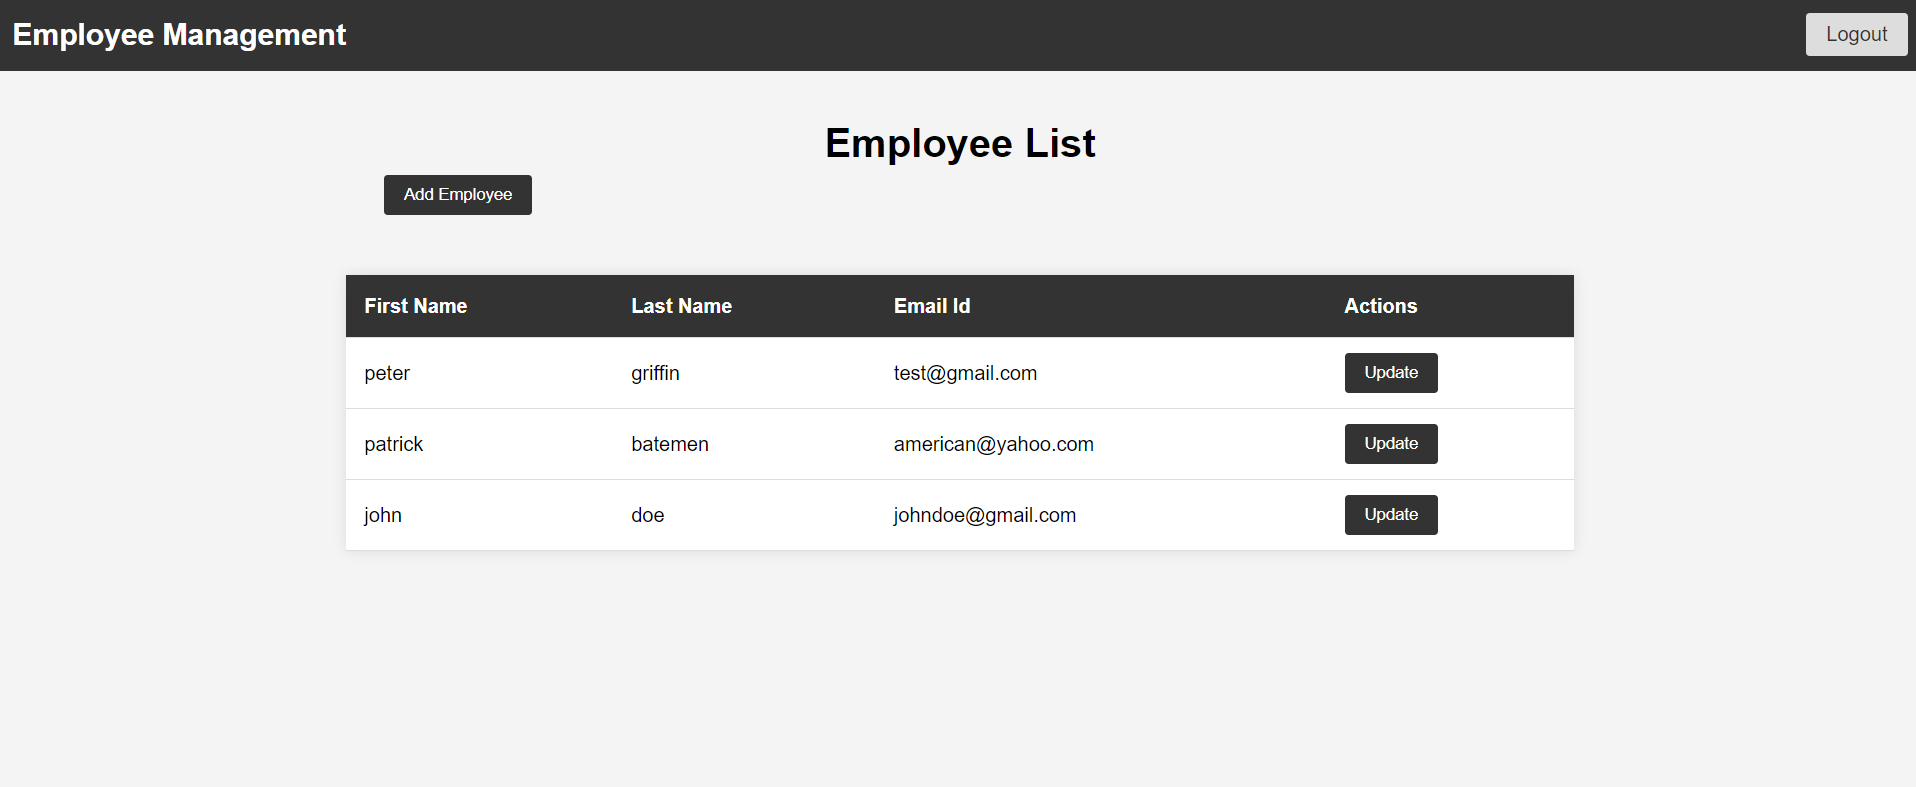 Employee Management Logout
Employee List
Add Employee
First Name Last Name Email Id Actions
peter griffin test@gmail.com Update
patrick batemen american@yahoo.com Update
john doe johndoe@gmail.com Update